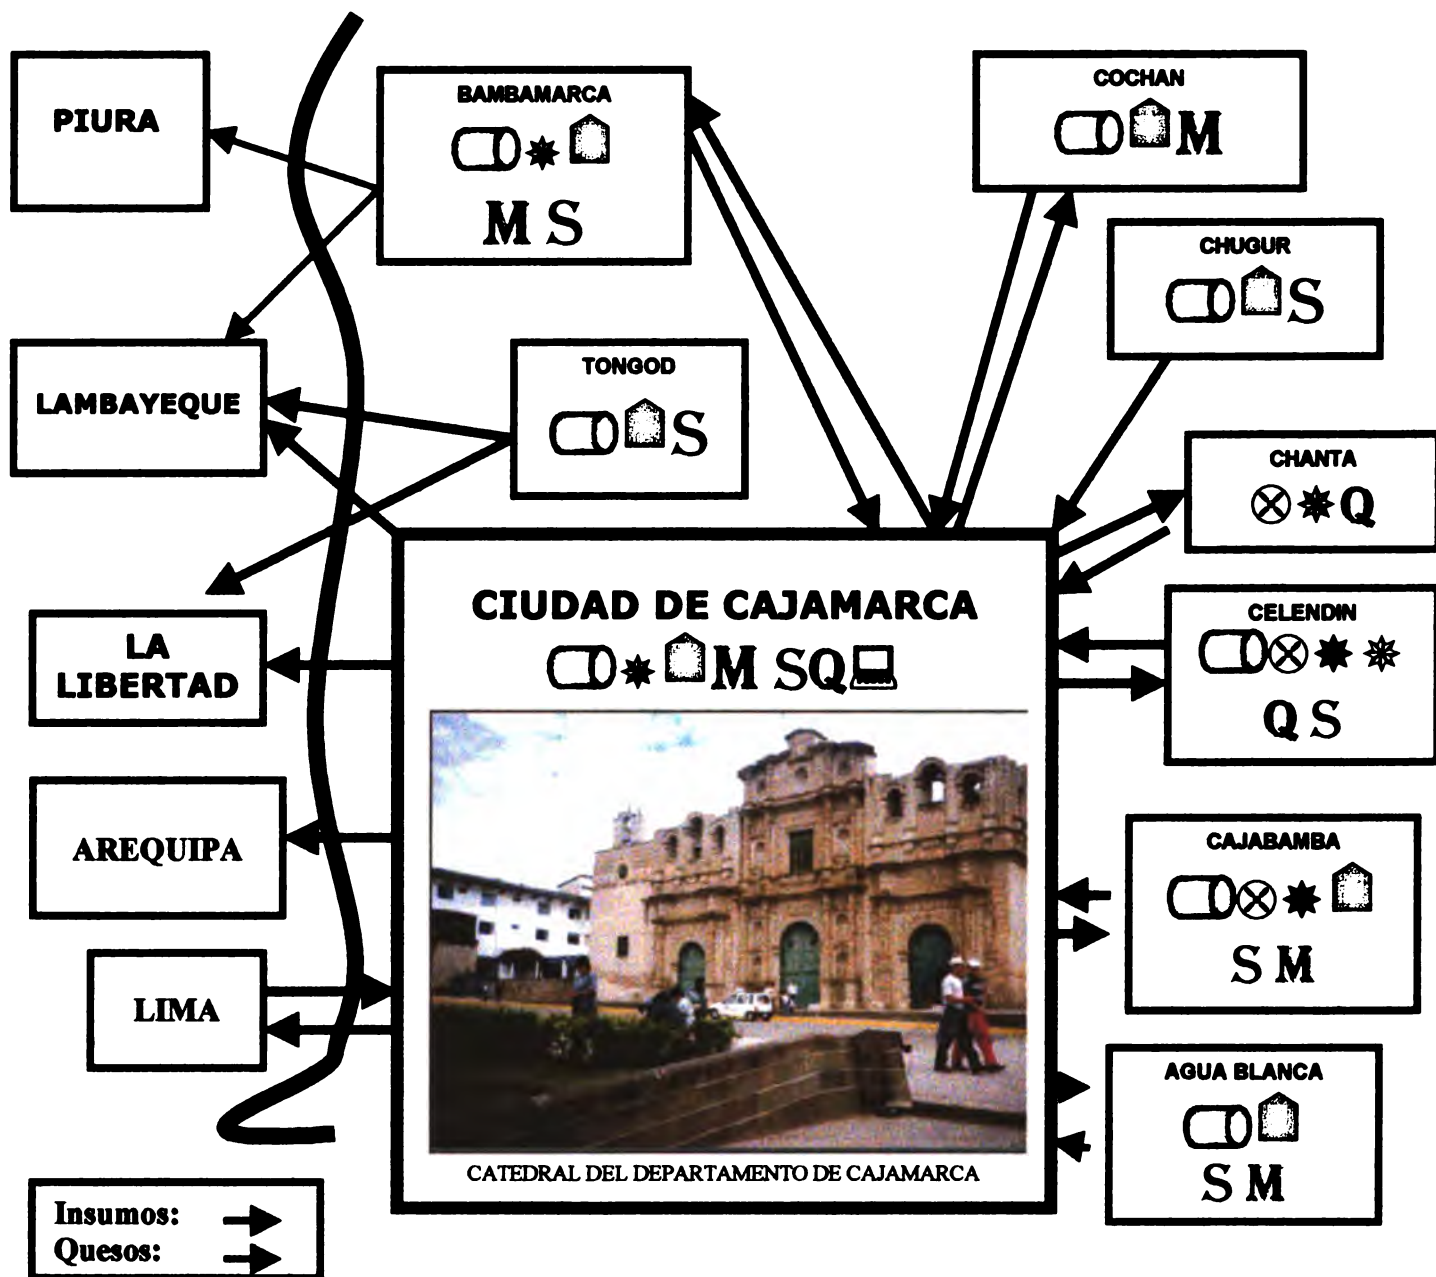 PIURA
BAMBAMARCA
M S
COCHAN
M
CHUGUR
S
LAMBAYEQUE
TONGOD
S
CHANTA
Q
CIUDAD DE CAJAMARCA
M SQ
CELENDIN
Q S
LA
LIBERTAD
AREQUIPA
CAJABAMBA
S M
LIMA
AGUA BLANCA
S M
CATEDRAL DEL DEPARTAMENTO DE CAJAMARCA
Insumos:
Quesos: